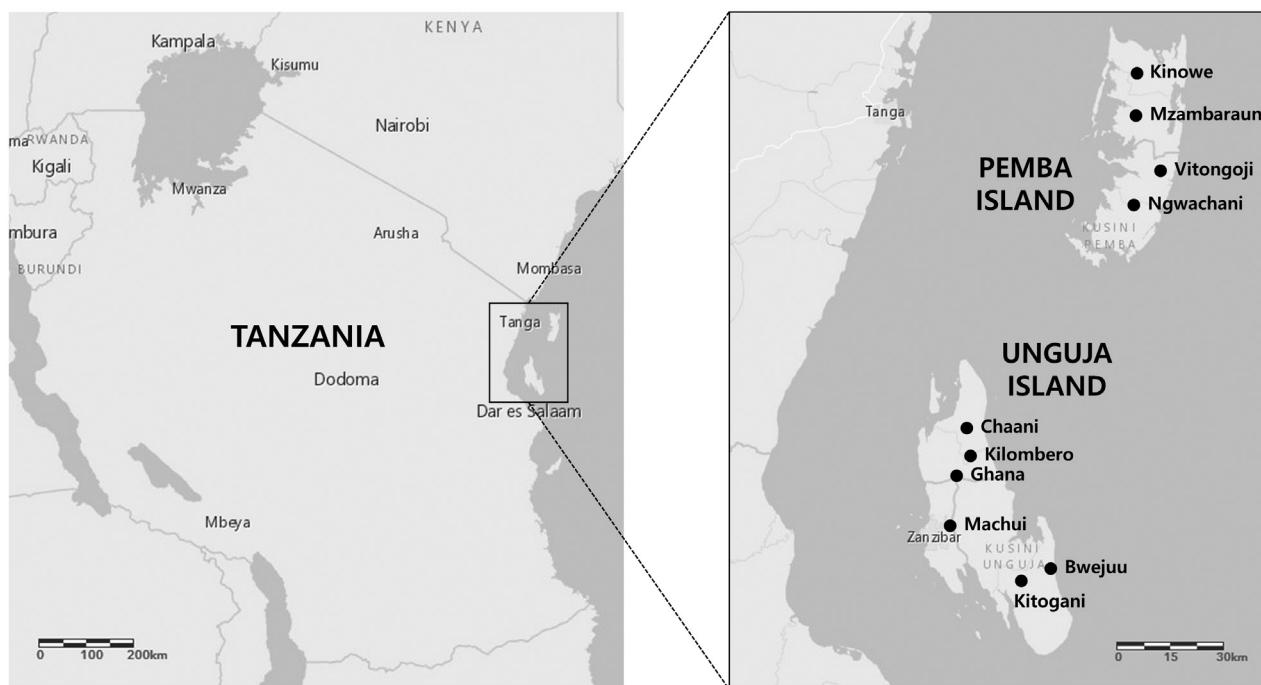 Kampala
KENYA
Kisumu
Nairobi
RWANDA
ma
Kigali
Mwanza
mbura
Arusha
BURUNDI
Mombasa
Tanga
TANZANIA
Dodoma
Dar es Salaam
Mbeya
0 100 200km
Kinowe
Tanga
Mzambaraun
PEMBA
ISLAND
Vitongoji
Ngwachani
KUSINI
PEMBA
UNGUJA
ISLAND
Chaani
Kilombero
Ghana
Machui
Zanzibar
KUSINI
UNGUJA
Bwejuu
Kitogani
0 15 30km